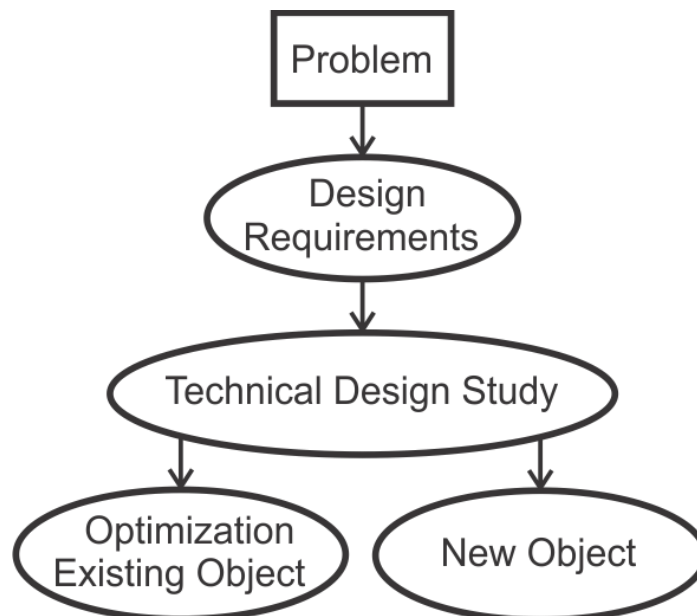 Problem
Design
Requirements
Technical Design Study
Optimization
Existing Object
New Object